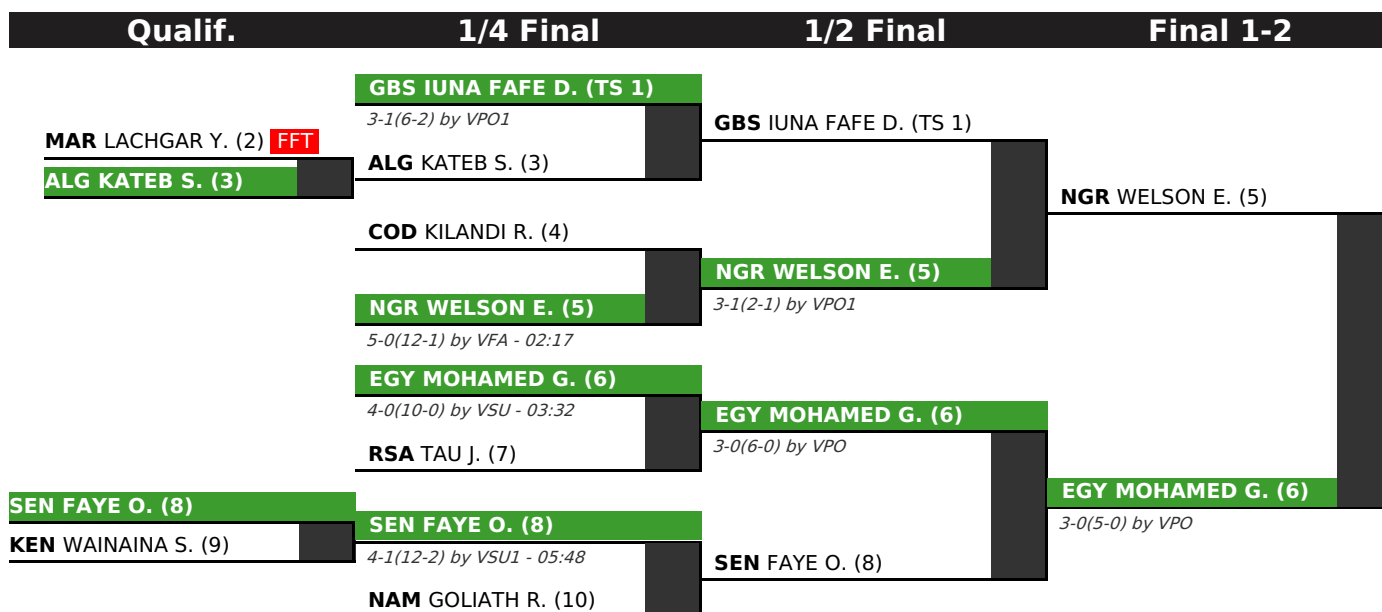 Qualif.
1/4 Final
1/2 Final
Final 1-2
MAR LACHGAR Y. (2) FFT
ALG KATEB S. (3)
SEN FAYE O. (8)
KEN WAINAINA S. (9)
GBS IUNA FAFE D. (TS 1)
3-1(6-2) by VPO1
ALG KATEB S. (3)
COD KILANDI R. (4)
NGR WELSON E. (5)
5-0(12-1) by VFA - 02:17
EGY MOHAMED G. (6)
4-0(10-0) by VSU - 03:32
RSA TAU J. (7)
SEN FAYE O. (8)
4-1(12-2) by VSU1 - 05:48
NAM GOLIATH R. (10)
GBS IUNA FAFE D. (TS 1)
NGR WELSON E. (5)
3-1(2-1) by VPO1
EGY MOHAMED G. (6)
3-0(6-0) by VPO
SEN FAYE O. (8)
NGR WELSON E. (5)
EGY MOHAMED G. (6)
3-0(5-0) by VPO